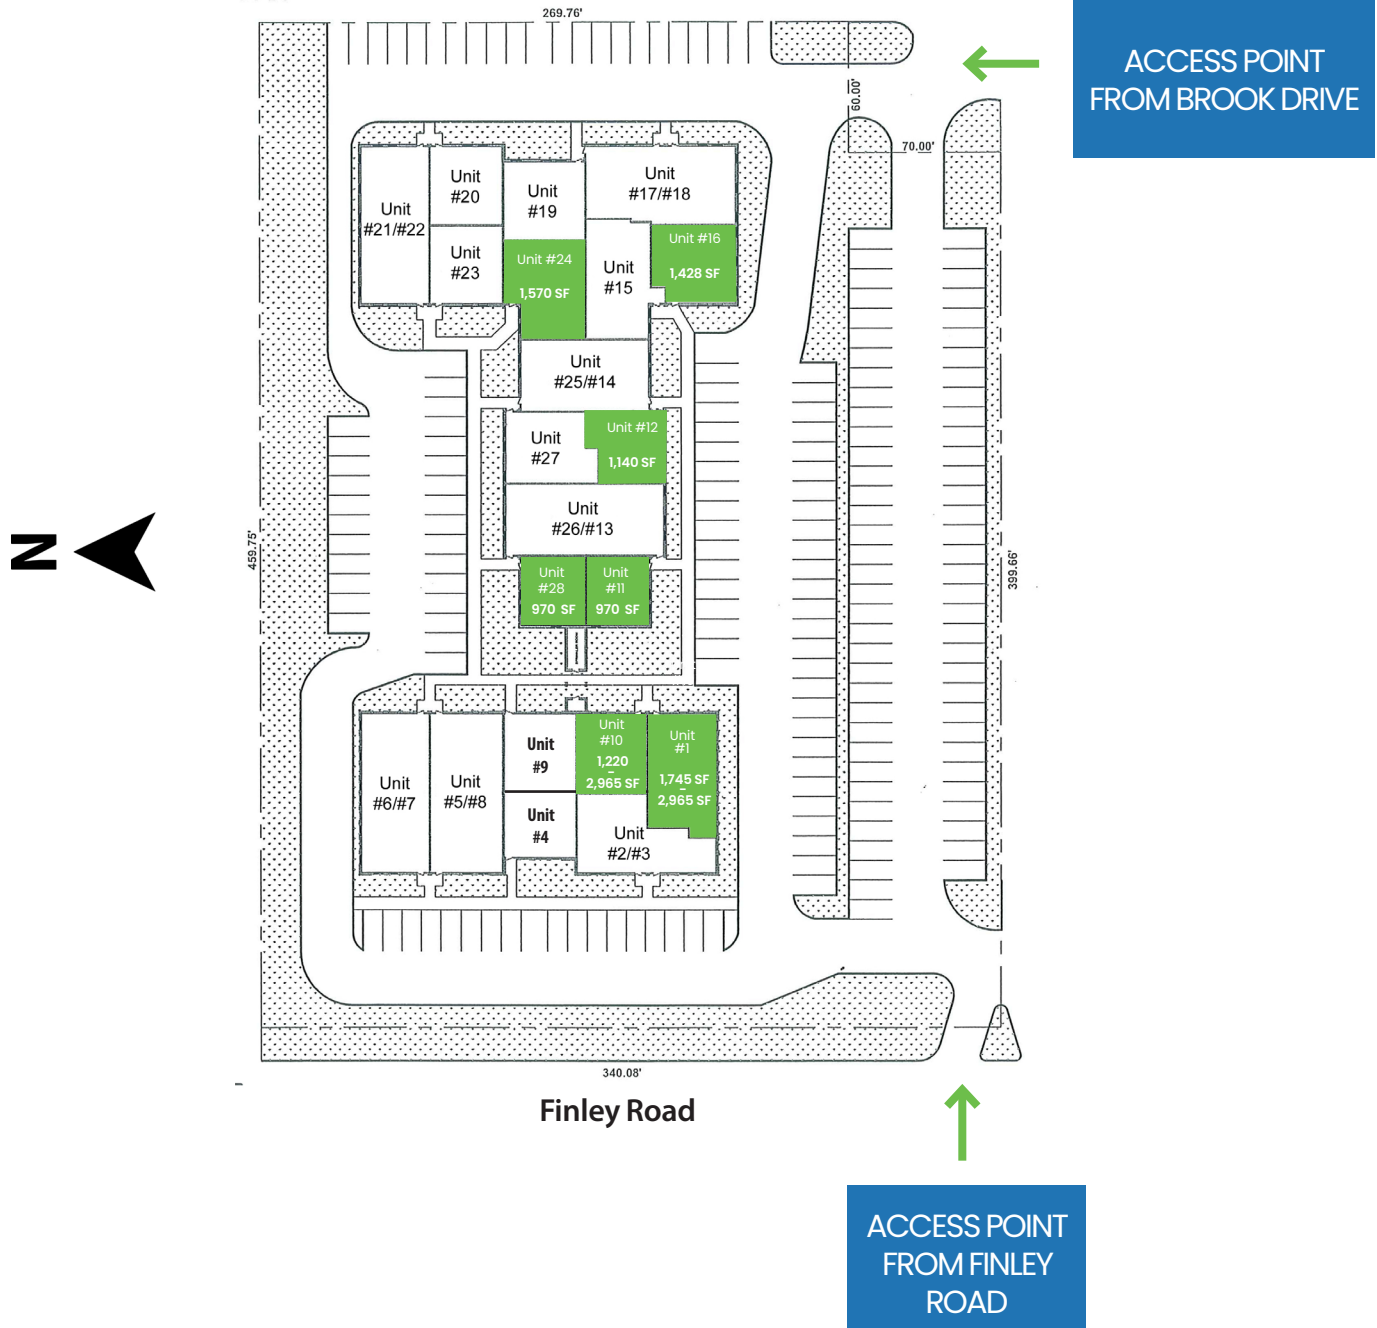 269.76'
ACCESS POINT
FROM BROOK DRIVE
60.00'
70.00'
Unit
#21/#22
Unit
#20
Unit
#19
Unit
#17/#18
Unit
#23
Unit #24
1,570 SF
Unit
#15
Unit #16
1,428 SF
Unit
#25/#14
Unit
#27
Unit #12
1,140 SF
Unit
#26/#13
N
459.75'
399.66'
Unit
#28
970 SF
Unit
#11
970 SF
Unit
#6/#7
Unit
#5/#8
Unit
#9
Unit
#10
1,220
–
2,965 SF
Unit
#1
1,745 SF
–
2,965 SF
Unit
#4
Unit
#2/#3
340.08'
Finley Road
ACCESS POINT
FROM FINLEY
ROAD